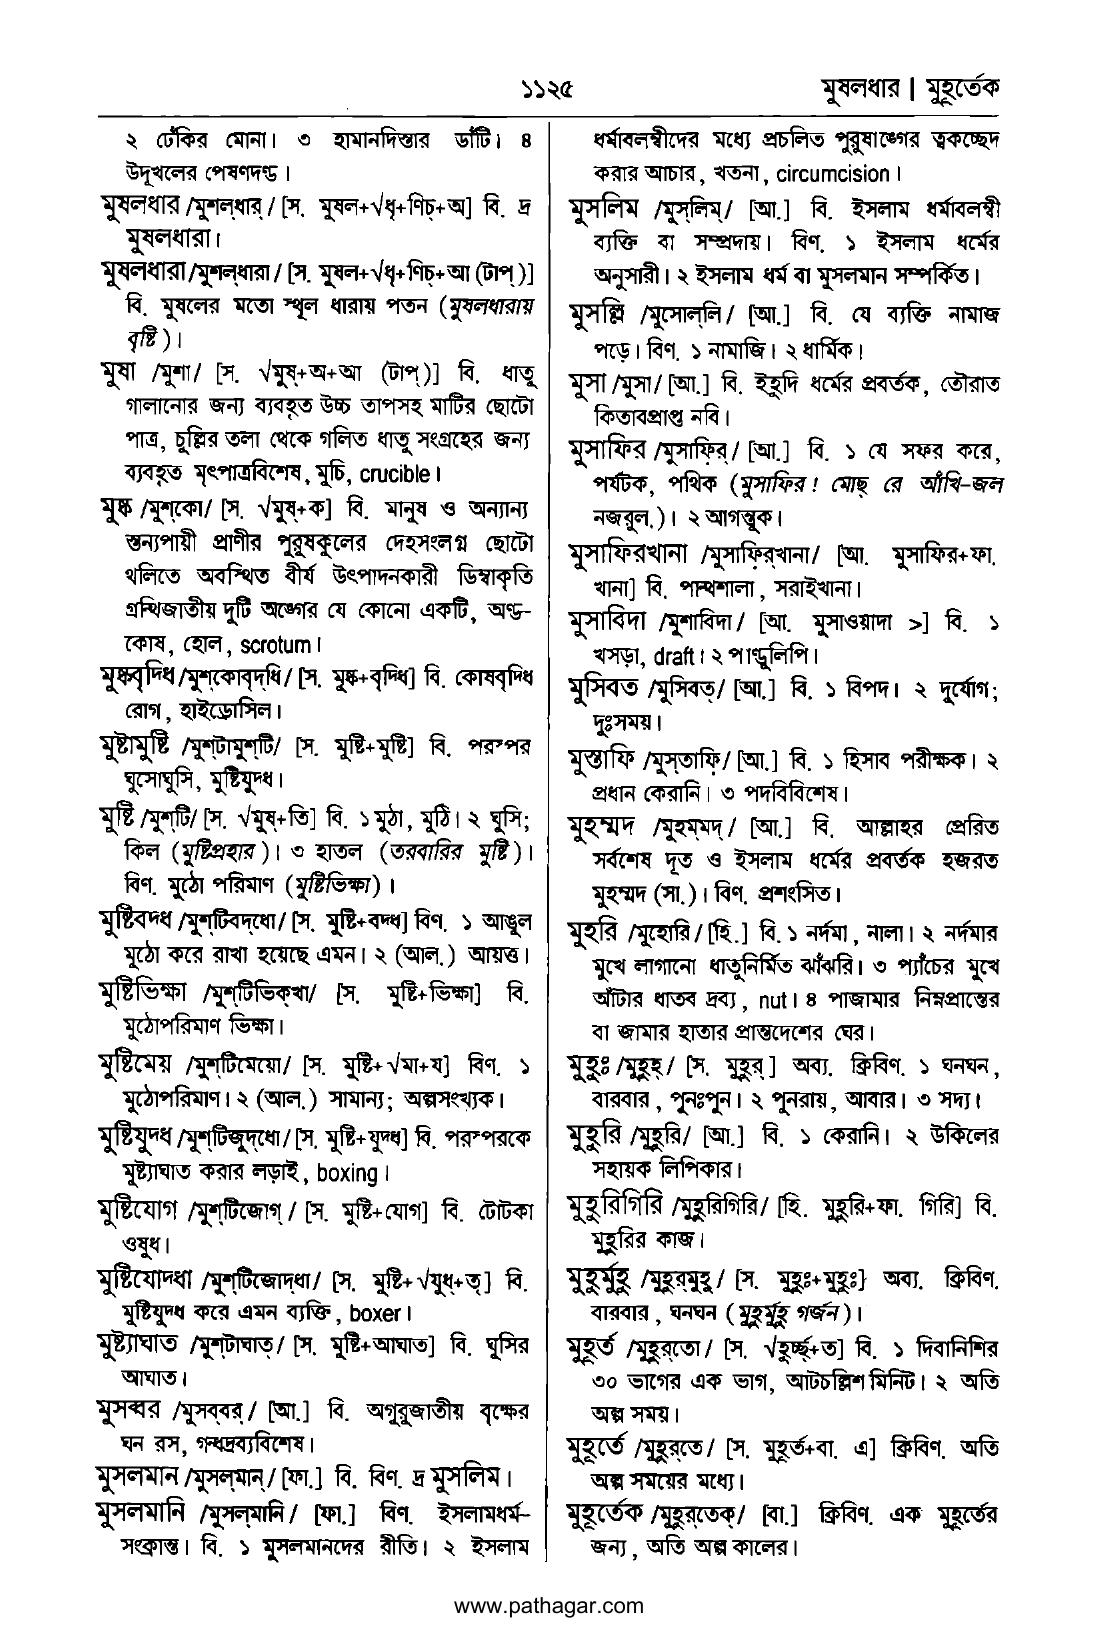 ১১২৫
মুষলধার | মুহূর্তেক
২ ঢেঁকির মোনা। ৩ হামানদিস্তার ডাঁটি। ৪
উদূখলের পেষণদণ্ড।
মুষলধার /মুশল্‌ধার্‌/ [স. মুষল+√ধৃ+ণিচ্‌+অ] বি. দ্র
মুষলধারা।
মুষলধারা /মুশল্‌ধারা/ [স. মুষল+√ধৃ+ণিচ্‌+আ (টাপ্‌)]
বি. মুষলের মতো স্থূল ধারায় পতন (মুষলধারায়
বৃষ্টি)।
মুষা /মুশা/ [স. √মুষ্‌+অ+আ (টাপ্‌)] বি. ধাতু
গালানোর জন্য ব্যবহৃত উচ্চ তাপসহ মাটির ছোটো
পাত্র, চুল্লির তলা থেকে গলিত ধাতু সংগ্রহের জন্য
ব্যবহৃত মৃৎপাত্রবিশেষ, মুচি, crucible।
মুষ্ক /মুশ্‌কো/ [স. √মুষ্‌+ক] বি. মানুষ ও অন্যান্য
স্তন্যপায়ী প্রাণীর পুরুষকুলের দেহসংলগ্ন ছোটো
থলিতে অবস্থিত বীর্য উৎপাদনকারী ডিম্বাকৃতি
গ্রন্থিজাতীয় দুটি অঙ্গের যে কোনো একটি, অণ্ড-
কোষ, হোল, scrotum।
মুষ্কবৃদ্ধি /মুশ্‌কোবৃদ্‌ধি/ [স. মুষ্ক+বৃদ্ধি] বি. কোষবৃদ্ধি
রোগ, হাইড্রোসিল।
মুষ্টামুষ্টি /মুশ্‌টামুশ্‌টি/ [স. মুষ্টি+মুষ্টি] বি. পরস্পর
ঘুসোঘুসি, মুষ্টিযুদ্ধ।
মুষ্টি /মুশ্‌টি/ [স. √মুষ্‌+তি] বি. ১ মুঠা, মুঠি। ২ ঘুসি;
কিল (মুষ্টিপ্রহার)। ৩ হাতল (তরবারির মুষ্টি)।
বিণ. মুঠো পরিমাণ (মুষ্টিভিক্ষা)।
মুষ্টিবদ্ধ /মুশ্‌টিবদ্‌ধো/ [স. মুষ্টি+বদ্ধ] বিণ. ১ আঙুল
মুঠো করে রাখা হয়েছে এমন। ২ (আল.) আয়ত্ত।
মুষ্টিভিক্ষা /মুশ্‌টিভিক্‌খা/ [স. মুষ্টি+ভিক্ষা] বি.
মুঠোপরিমাণ ভিক্ষা।
মুষ্টিমেয় /মুশ্‌টিমেয়ো/ [স. মুষ্টি+√মা+য] বিণ. ১
মুঠোপরিমাণ। ২ (আল.) সামান্য; অল্পসংখ্যক।
মুষ্টিযুদ্ধ /মুশ্‌টিজুদ্‌ধো/ [স. মুষ্টি+যুদ্ধ] বি. পরস্পরকে
মুষ্ট্যাঘাত করার লড়াই, boxing।
মুষ্টিযোগ /মুশ্‌টিজোগ্‌/ [স. মুষ্টি+যোগ] বি. টোটকা
ওষুধ।
মুষ্টিযোদ্ধা /মুশ্‌টিজোদ্‌ধা/ [স. মুষ্টি+√যুধ্‌+তৃ] বি.
মুষ্টিযুদ্ধ করে এমন ব্যক্তি, boxer।
মুষ্ট্যাঘাত /মুশ্‌টাঘাত্‌/ [স. মুষ্টি+আঘাত] বি. ঘুসির
আঘাত।
মুসব্বর /মুসব্‌বর্‌/ [আ.] বি. অগুরুজাতীয় বৃক্ষের
ঘন রস, গন্ধদ্রব্যবিশেষ।
মুসলমান /মুসল্‌মান্‌/ [ফা.] বি. বিণ. দ্র মুসলিম।
মুসলমানি /মুসল্‌মানি/ [ফা.] বিণ. ইসলামধর্ম-
সংক্রান্ত। বি. ১ মুসলমানদের রীতি। ২ ইসলাম
ধর্মাবলম্বীদের মধ্যে প্রচলিত পুরুষাঙ্গের ত্বকচ্ছেদ
করার আচার, খতনা, circumcision।
মুসলিম /মুস্‌লিম্‌/ [আ.] বি. ইসলাম ধর্মাবলম্বী
ব্যক্তি বা সম্প্রদায়। বিণ. ১ ইসলাম ধর্মের
অনুসারী। ২ ইসলাম ধর্ম বা মুসলমান সম্পর্কিত।
মুসল্লি /মুসোল্‌লি/ [আ.] বি. যে ব্যক্তি নামাজ
পড়ে। বিণ. ১ নামাজি। ২ ধার্মিক।
মুসা /মুসা/ [আ.] বি. ইহুদি ধর্মের প্রবর্তক, তৌরাত
কিতাবপ্রাপ্ত নবি।
মুসাফির /মুসাফির্‌/ [আ.] বি. ১ যে সফর করে,
পর্যটক, পথিক (মুসাফির! মোছ্‌ রে আঁখি-জল
নজরুল.)। ২ আগন্তুক।
মুসাফিরখানা /মুসাফির্‌খানা/ [আ. মুসাফির+ফা.
খানা] বি. পান্থশালা, সরাইখানা।
মুসাবিদা /মুশাবিদা/ [আ. মুসাওয়াদা >] বি. ১
খসড়া, draft। ২ পাণ্ডুলিপি।
মুসিবত /মুসিবত্‌/ [আ.] বি. ১ বিপদ। ২ দুর্যোগ;
দুঃসময়।
মুস্তাফি /মুস্‌তাফি/ [আ.] বি. ১ হিসাব পরীক্ষক। ২
প্রধান কেরানি। ৩ পদবিবিশেষ।
মুহম্মদ /মুহম্‌মদ্‌/ [আ.] বি. আল্লাহর প্রেরিত
সর্বশেষ দূত ও ইসলাম ধর্মের প্রবর্তক হজরত
মুহম্মদ (সা.)। বিণ. প্রশংসিত।
মুহরি /মুহোরি/ [হি.] বি. ১ নর্দমা, নালা। ২ নর্দমার
মুখে লাগানো ধাতুনির্মিত ঝাঁঝরি। ৩ প্যাঁচের মুখে
আঁটার ধাতব দ্রব্য, nut। ৪ পাজামার নিম্নপ্রান্তের
বা জামার হাতার প্রান্তদেশের ঘের।
মুহুঃ /মুহুহ্‌/ [স. মুহুর্‌] অব্য. ক্রিবিণ. ১ ঘনঘন,
বারবার, পুনঃপুন। ২ পুনরায়, আবার। ৩ সদ্য।
মুহুরি /মুহুরি/ [আ.] বি. ১ কেরানি। ২ উকিলের
সহায়ক লিপিকার।
মুহুরিগিরি /মুহুরিগিরি/ [হি. মুহুরি+ফা. গিরি] বি.
মুহুরির কাজ।
মুহুর্মুহু /মুহুর্‌মুহু/ [স. মুহুঃ+মুহুঃ} অব্য. ক্রিবিণ.
বারবার, ঘনঘন (মুহুর্মুহু গর্জন)।
মুহূর্ত /মুহুর্‌তো/ [স. √হূর্চ্ছ্‌+ত] বি. ১ দিবানিশির
৩০ ভাগের এক ভাগ, আটচল্লিশ মিনিট। ২ অতি
অল্প সময়।
মুহূর্তে /মুহুর্‌তে/ [স. মুহূর্ত+বা. এ] ক্রিবিণ. অতি
অল্প সময়ের মধ্যে।
মুহূর্তেক /মুহুর্‌তেক্‌/ [বা.] ক্রিবিণ. এক মুহূর্তের
জন্য, অতি অল্প কালের।
www.pathagar.com